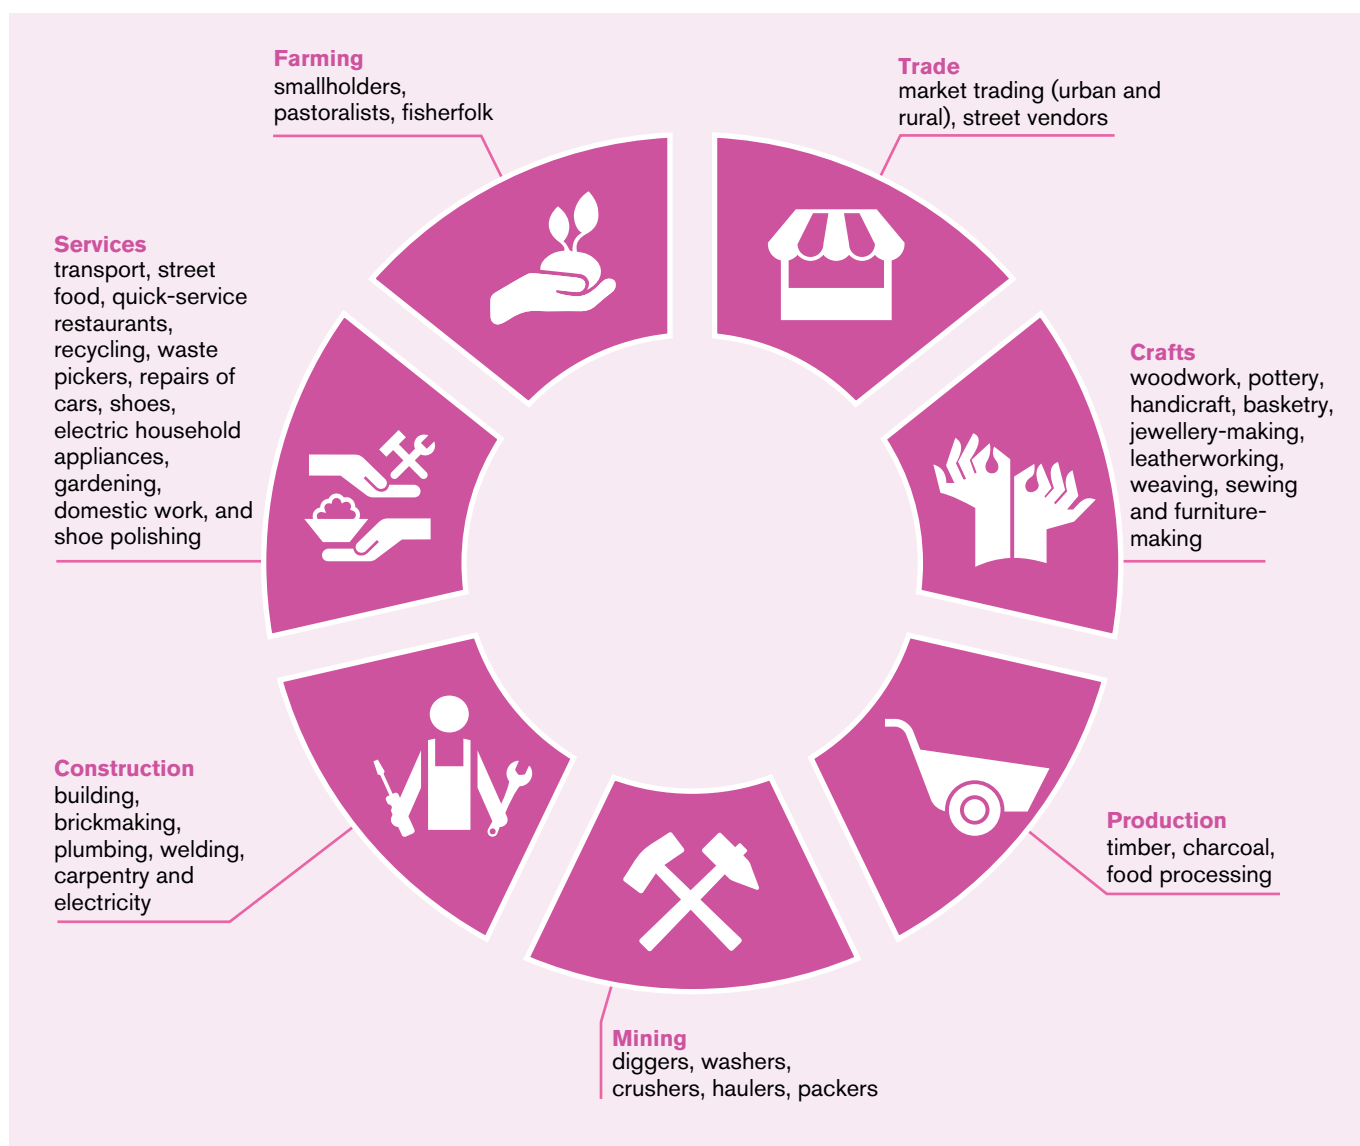 Farming
smallholders,
pastoralists, fisherfolk
Trade
market trading (urban and
rural), street vendors
Crafts
woodwork, pottery,
handicraft, basketry,
jewellery-making,
leatherworking,
weaving, sewing
and furniture-
making
Production
timber, charcoal,
food processing
Mining
diggers, washers,
crushers, haulers, packers
Construction
building,
brickmaking,
plumbing, welding,
carpentry and
electricity
Services
transport, street
food, quick-service
restaurants,
recycling, waste
pickers, repairs of
cars, shoes,
electric household
appliances,
gardening,
domestic work, and
shoe polishing